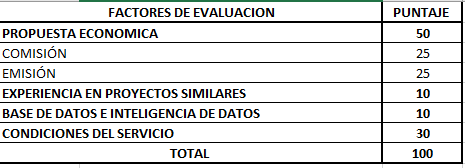 FACTORES DE EVALUACION PUNTAJE
PROPUESTA ECONOMICA 50
COMISIÓN 25
EMISIÓN 25
EXPERIENCIA EN PROYECTOS SIMILARES 10
BASE DE DATOS E INTELIGENCIA DE DATOS 10
CONDICIONES DEL SERVICIO 30
TOTAL 100